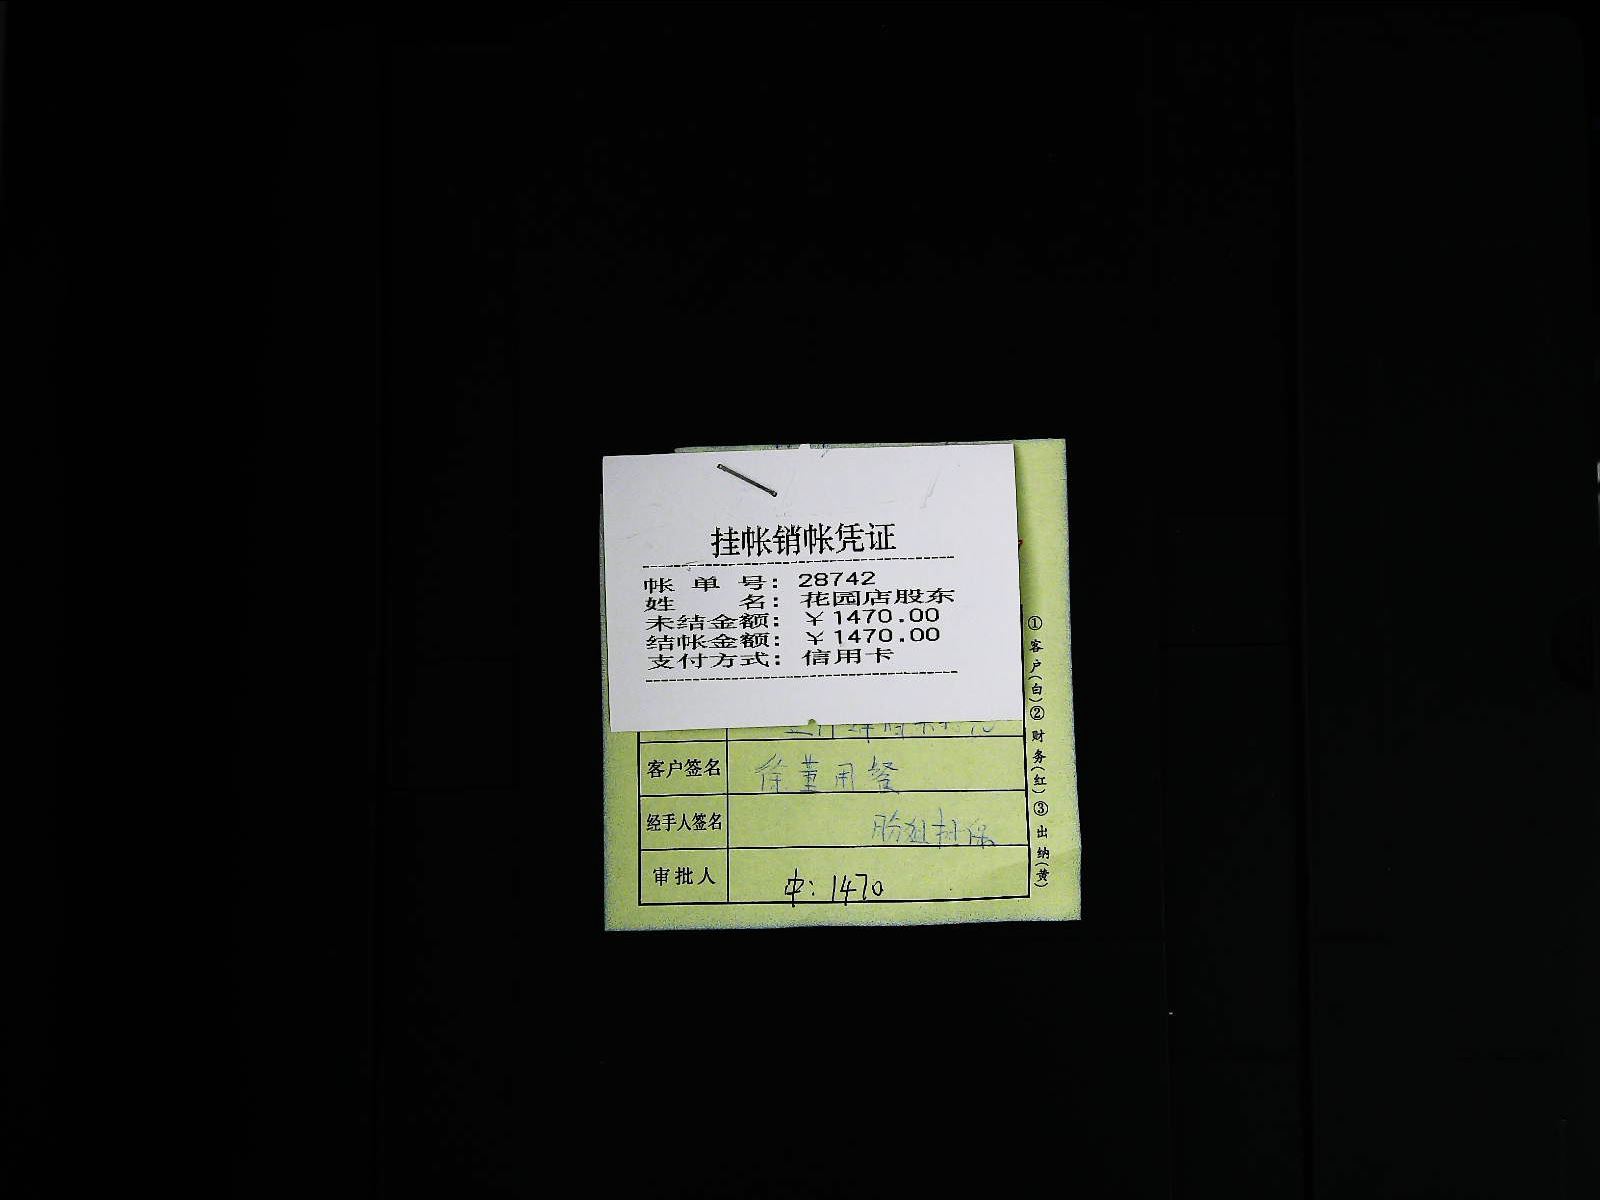 挂帐销帐凭证
帐单号: 28742
姓名: 花园店股东
未结金额: ¥1470.00
结帐金额: ¥1470.00
支付方式: 信用卡
客户签名 徐董用餐
经手人签名
审批人 中: 1470
①客户(白)②财务(红)③出纳(黄)